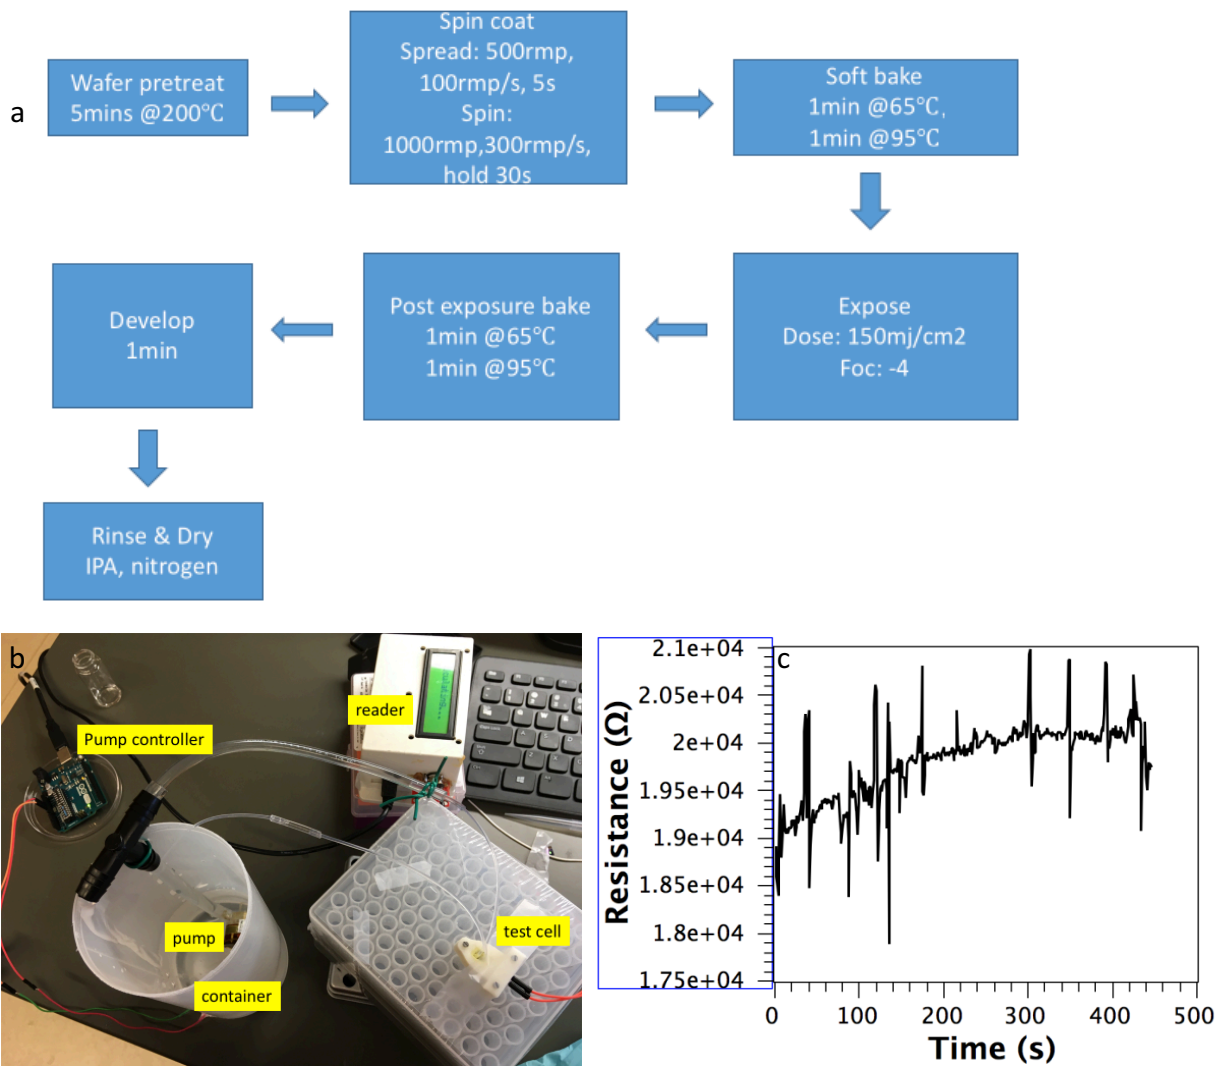 a
Wafer pretreat
5mins @200℃
Spin coat
Spread: 500rmp,
100rmp/s, 5s
Spin:
1000rmp,300rmp/s,
hold 30s
Soft bake
1min @65℃,
1min @95℃
Develop
1min
Post exposure bake
1min @65℃
1min @95℃
Expose
Dose: 150mj/cm2
Foc: -4
Rinse & Dry
IPA, nitrogen
b
reader
Pump controller
pump
container
test cell
c
Resistance (Ω)
2.1e+04
2.05e+04
2e+04
1.95e+04
1.9e+04
1.85e+04
1.8e+04
1.75e+04
0 100 200 300 400 500
Time (s)